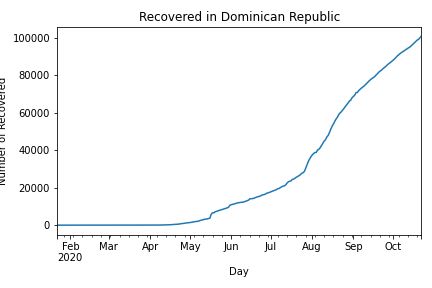 Recovered in Dominican Republic
100000
80000
60000
40000
20000
0
Number of Recovered
Feb Mar Apr May Jun Jul Aug Sep Oct
2020
Day